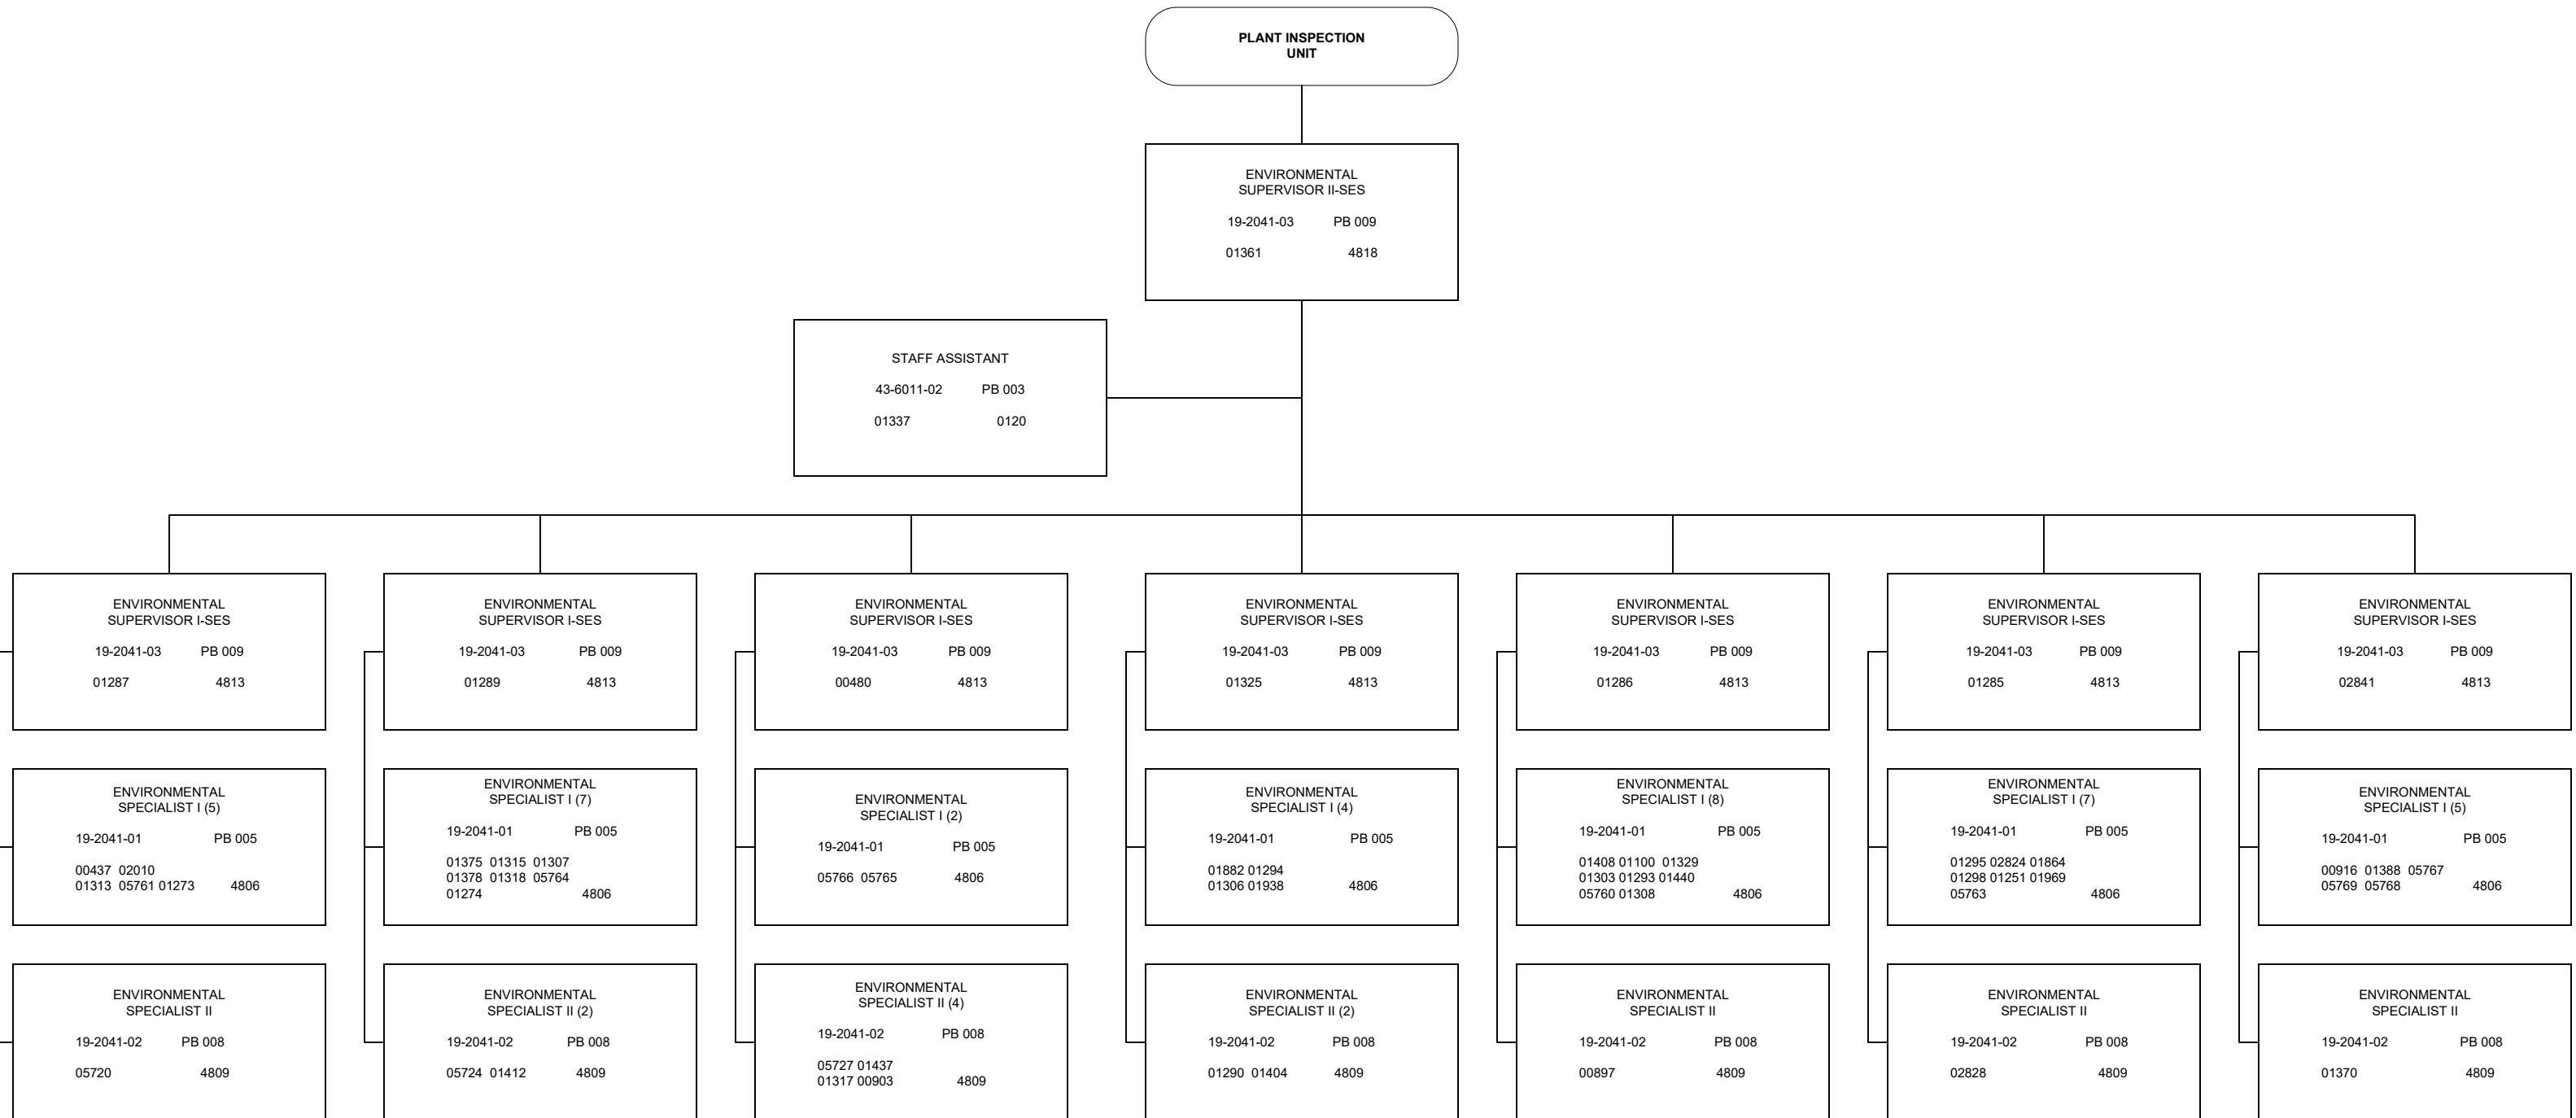 PLANT INSPECTION
UNIT
ENVIRONMENTAL
SUPERVISOR II-SES
19-2041-03 PB 009
01361 4818
STAFF ASSISTANT
43-6011-02 PB 003
01337 0120
ENVIRONMENTAL
SUPERVISOR I-SES
19-2041-03 PB 009
01287 4813
ENVIRONMENTAL
SPECIALIST I (5)
19-2041-01 PB 005
00437 02010
01313 05761 01273 4806
ENVIRONMENTAL
SPECIALIST II
19-2041-02 PB 008
05720 4809
ENVIRONMENTAL
SUPERVISOR I-SES
19-2041-03 PB 009
01289 4813
ENVIRONMENTAL
SPECIALIST I (7)
19-2041-01 PB 005
01375 01315 01307
01378 01318 05764
01274 4806
ENVIRONMENTAL
SPECIALIST II (2)
19-2041-02 PB 008
05724 01412 4809
ENVIRONMENTAL
SUPERVISOR I-SES
19-2041-03 PB 009
00480 4813
ENVIRONMENTAL
SPECIALIST I (2)
19-2041-01 PB 005
05766 05765 4806
ENVIRONMENTAL
SPECIALIST II (4)
19-2041-02 PB 008
05727 01437
01317 00903 4809
ENVIRONMENTAL
SUPERVISOR I-SES
19-2041-03 PB 009
01325 4813
ENVIRONMENTAL
SPECIALIST I (4)
19-2041-01 PB 005
01882 01294
01306 01938 4806
ENVIRONMENTAL
SPECIALIST II (2)
19-2041-02 PB 008
01290 01404 4809
ENVIRONMENTAL
SUPERVISOR I-SES
19-2041-03 PB 009
01286 4813
ENVIRONMENTAL
SPECIALIST I (8)
19-2041-01 PB 005
01408 01100 01329
01303 01293 01440
05760 01308 4806
ENVIRONMENTAL
SPECIALIST II
19-2041-02 PB 008
00897 4809
ENVIRONMENTAL
SUPERVISOR I-SES
19-2041-03 PB 009
01285 4813
ENVIRONMENTAL
SPECIALIST I (7)
19-2041-01 PB 005
01295 02824 01864
01298 01251 01969
05763 4806
ENVIRONMENTAL
SPECIALIST II
19-2041-02 PB 008
02828 4809
ENVIRONMENTAL
SUPERVISOR I-SES
19-2041-03 PB 009
02841 4813
ENVIRONMENTAL
SPECIALIST I (5)
19-2041-01 PB 005
00916 01388 05767
05769 05768 4806
ENVIRONMENTAL
SPECIALIST II
19-2041-02 PB 008
01370 4809